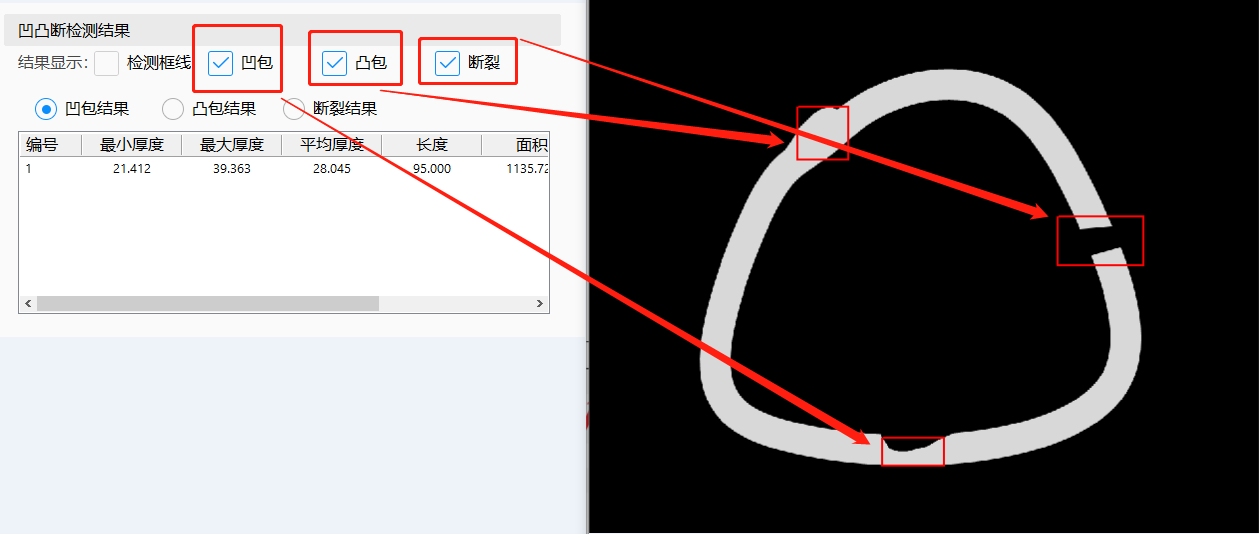 凹凸断检测结果
结果显示: 检测框线 凹包 凸包 断裂
凹包结果 凸包结果 断裂结果
编号 最小厚度 最大厚度 平均厚度 长度 面积
1 21.412 39.363 28.045 95.000 1135.72